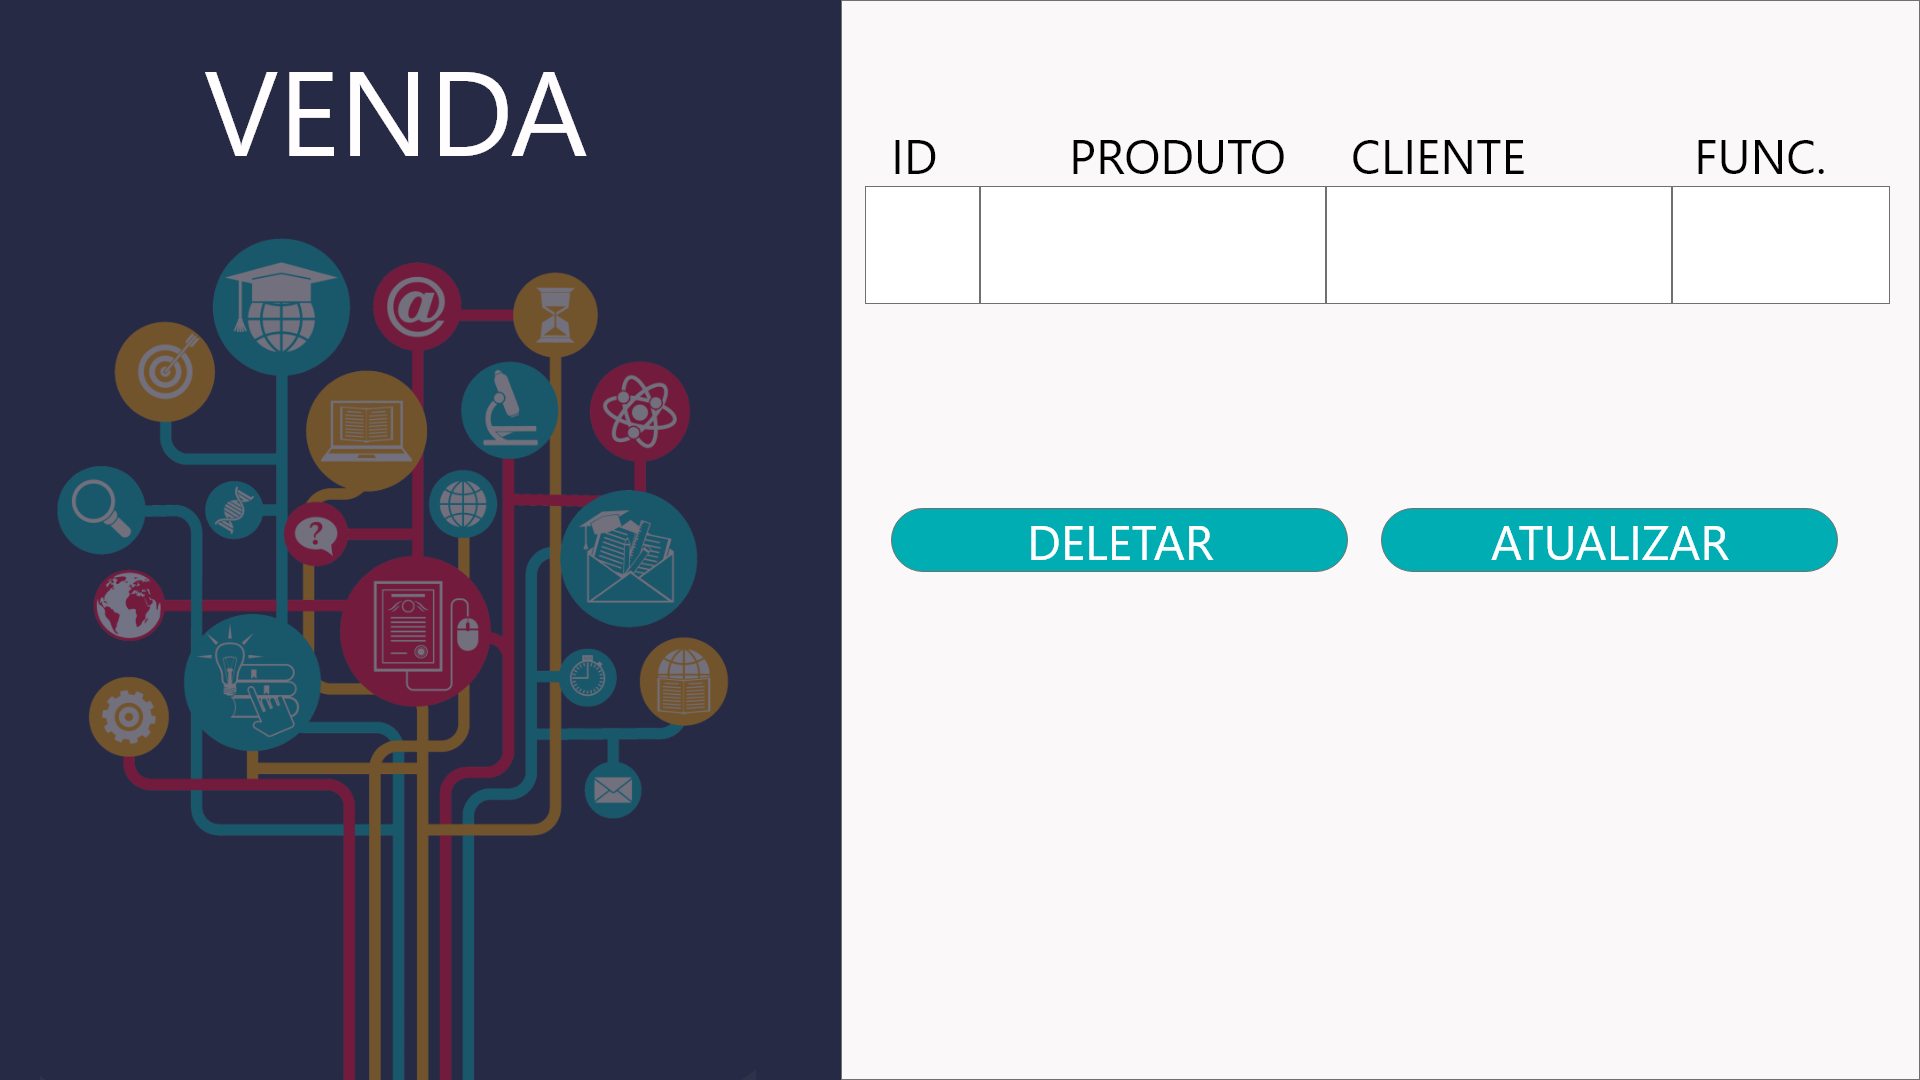 VENDA
ID PRODUTO CLIENTE FUNC.
@
?
DELETAR ATUALIZAR